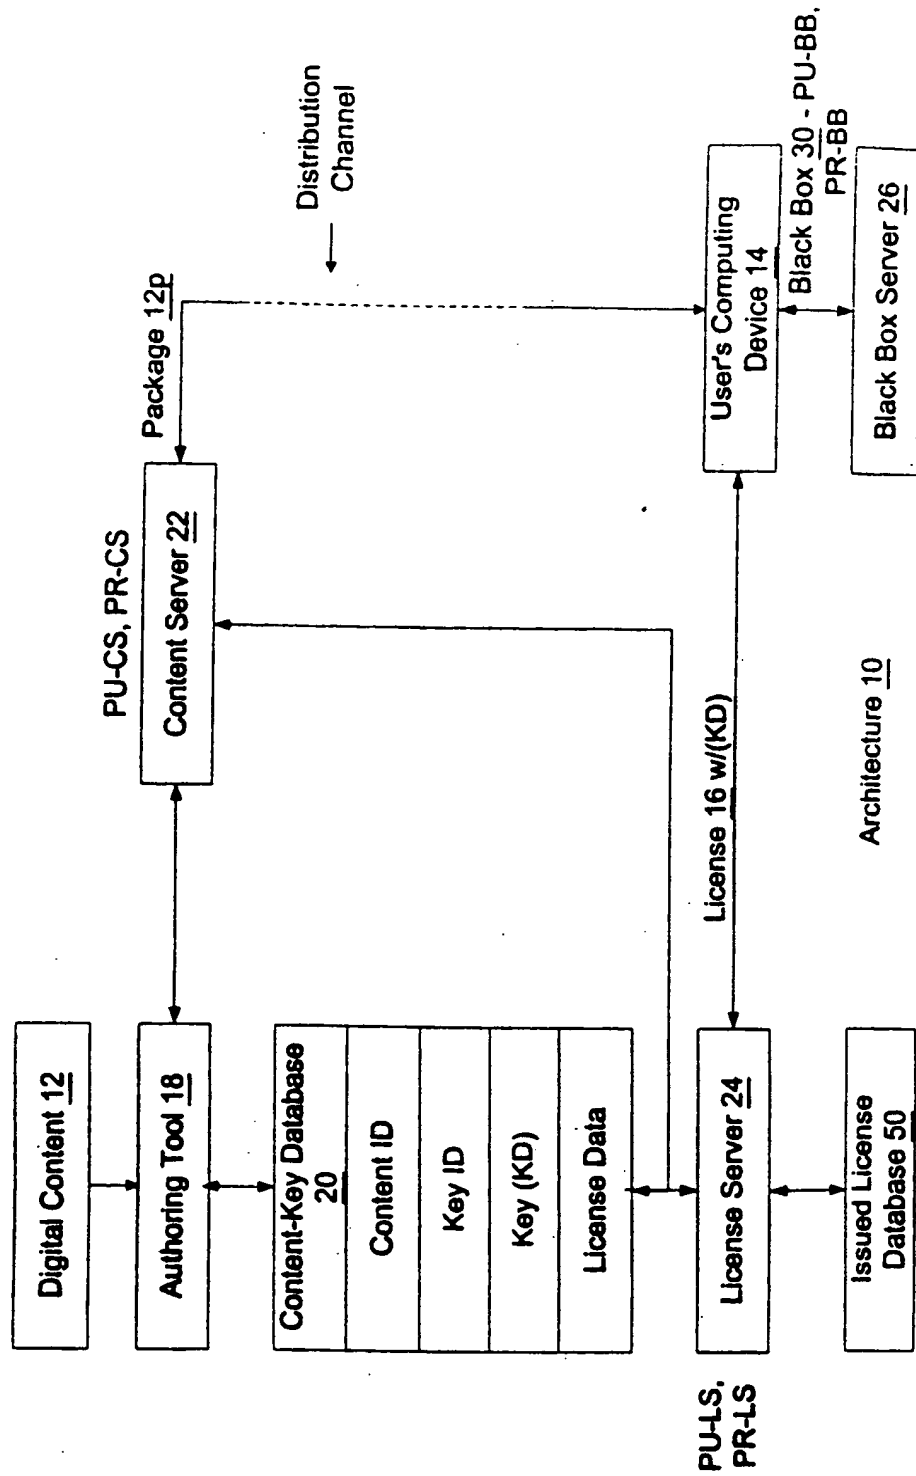 Digital Content 12
Authoring Tool 18
PU-CS, PR-CS
Content Server 22
Package 12p
Distribution
Channel
Content-Key Database
20
Content ID
Key ID
Key (KD)
License Data
PU-LS,
PR-LS
License Server 24
License 16 w/(KD)
User's Computing
Device 14
Black Box 30 - PU-BB,
PR-BB
Issued License
Database 50
Architecture 10
Black Box Server 26